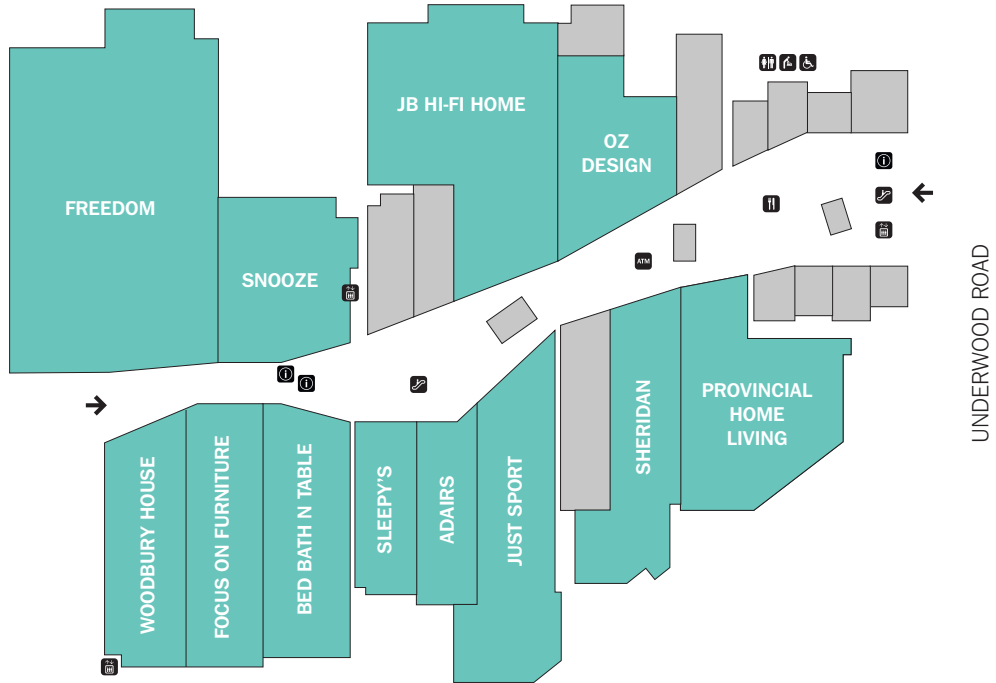 JB HI-FI HOME
OZ
DESIGN
FREEDOM
SNOOZE
ATM
UNDERWOOD ROAD
PROVINCIAL
HOME
LIVING
SHERIDAN
WOODBURY HOUSE
FOCUS ON FURNITURE
BED BATH N TABLE
SLEEPY'S
ADAIRS
JUST SPORT